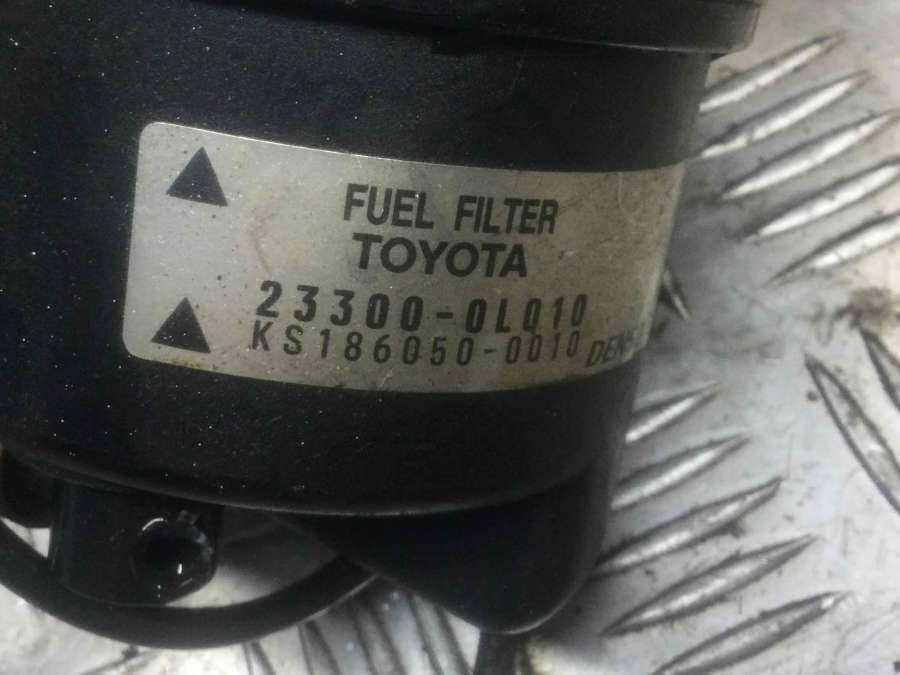 FUEL FILTER
TOYOTA
23300-0L010
KS186050-0010